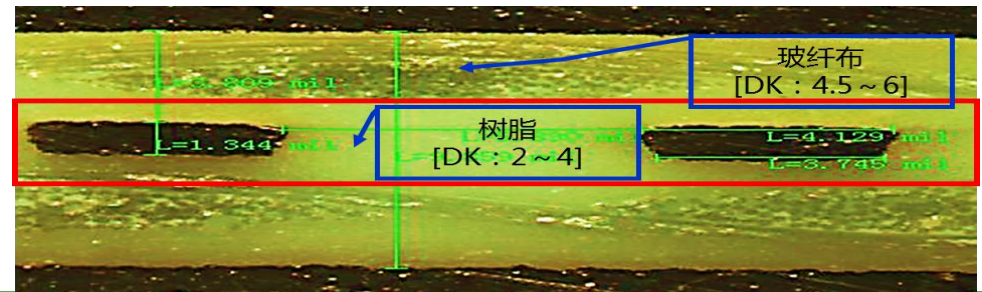 玻纤布
[DK：4.5～6]
树脂
[DK：2～4]
L=1.344 mil
L=4.129 mil
L=3.745 mil